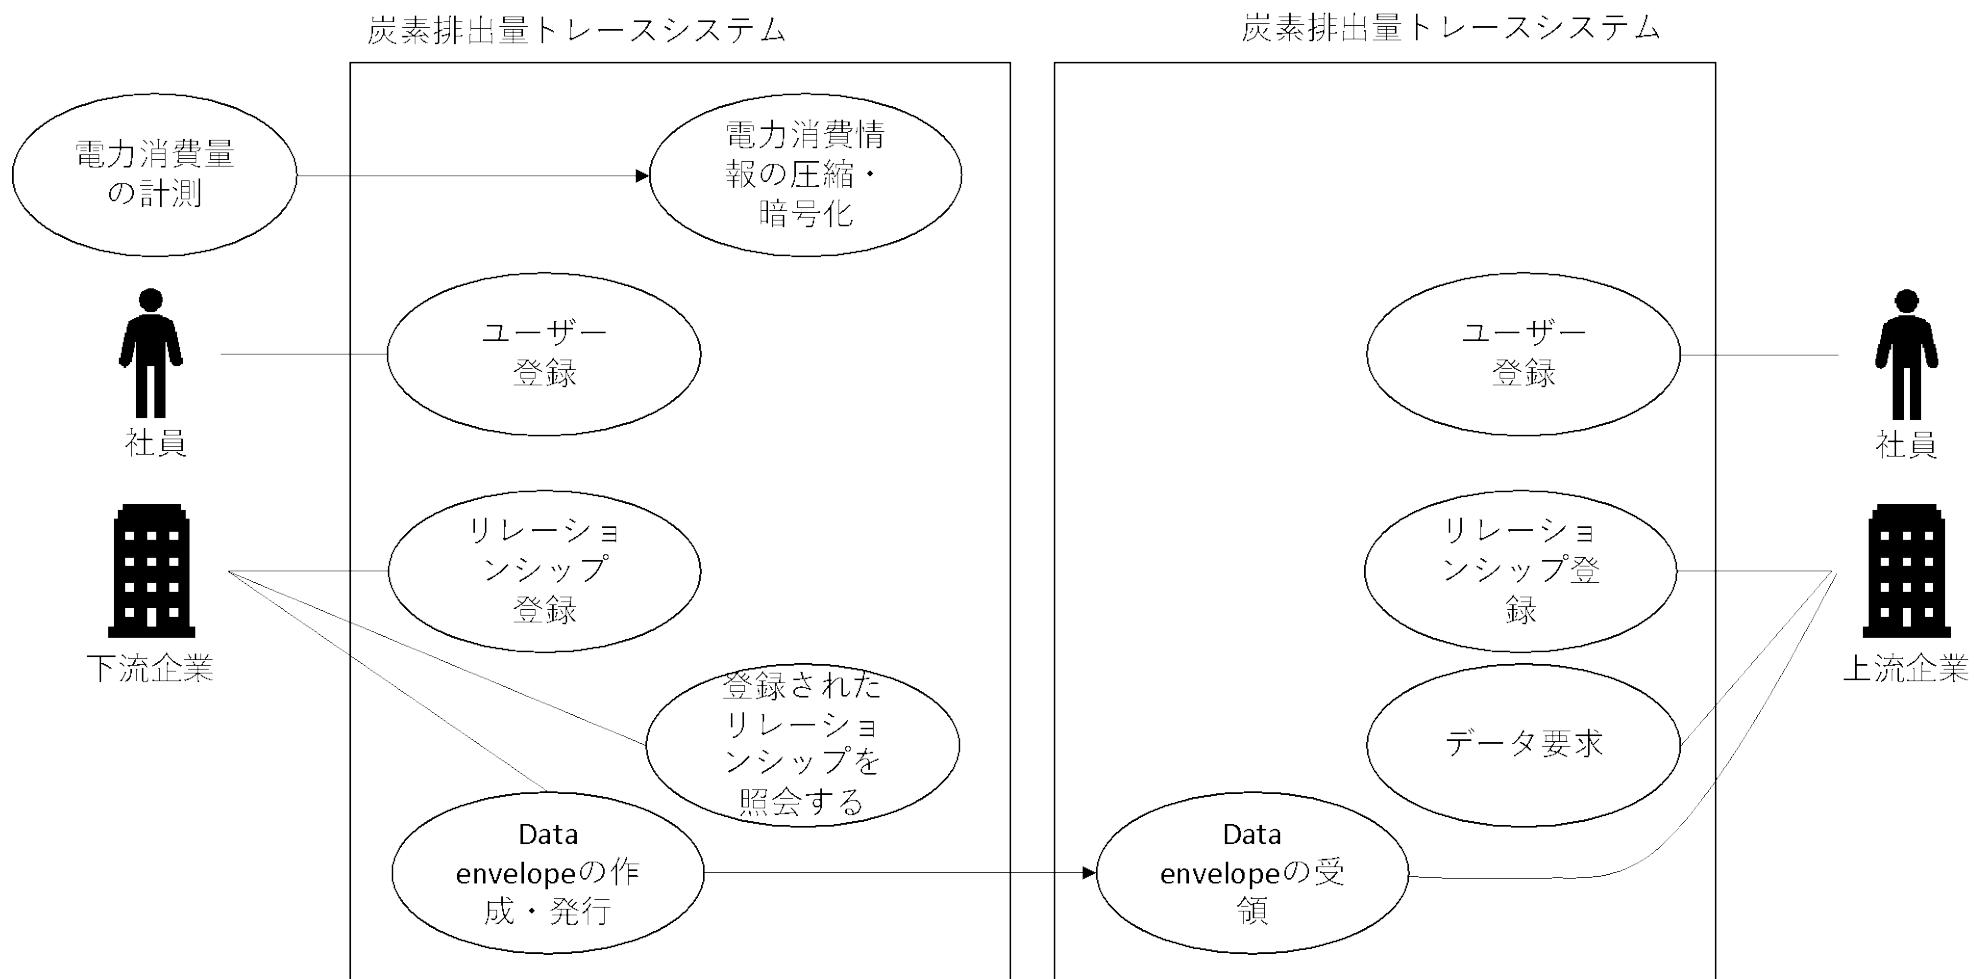 炭素排出量トレースシステム
炭素排出量トレースシステム
電力消費量
の計測
電力消費情
報の圧縮・
暗号化
ユーザー
登録
ユーザー
登録
社員
社員
リレーショ
ンシップ
登録
リレーショ
ンシップ登
録
下流企業
上流企業
登録された
リレーショ
ンシップを
照会する
データ要求
Data
envelopeの作
成・発行
Data
envelopeの受
領